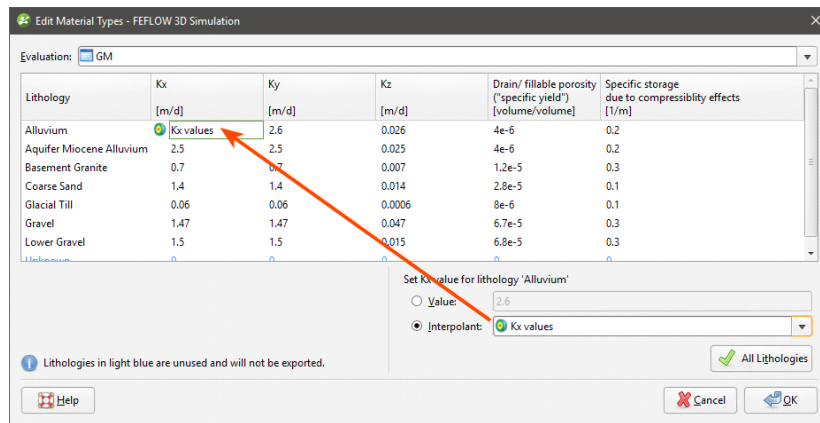 Edit Material Types - FEFLOW 3D Simulation
Evaluation: GM
Lithology Kx [m/d] Ky [m/d] Kz [m/d] Drain/ fillable porosity ("specific yield") [volume/volume] Specific storage due to compressiblity effects [1/m]
Alluvium Kx values 2.6 0.026 4e-6 0.2
Aquifer Miocene Alluvium 2.5 2.5 0.025 4e-6 0.2
Basement Granite 0.7 0.7 0.007 1.2e-5 0.3
Coarse Sand 1.4 1.4 0.014 2.8e-5 0.1
Glacial Till 0.06 0.06 0.0006 8e-6 0.1
Gravel 1.47 1.47 0.047 6.7e-5 0.3
Lower Gravel 1.5 1.5 0.015 6.8e-5 0.3
Unknown 0 0 0 0 0
Set Kx value for lithology 'Alluvium'
Value: 2.6
Interpolant: Kx values
Lithologies in light blue are unused and will not be exported.
All Lithologies
Help Cancel OK